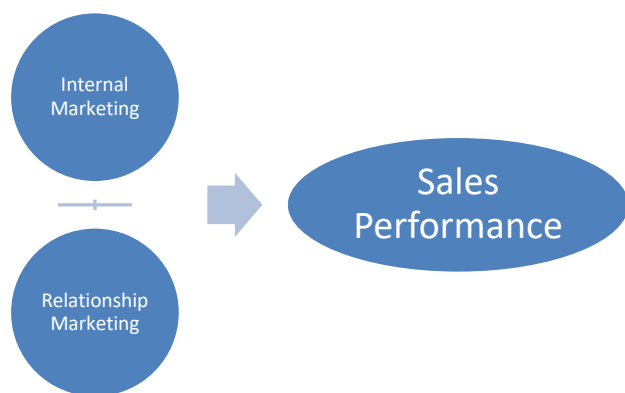 Internal
Marketing
Relationship
Marketing
Sales
Performance